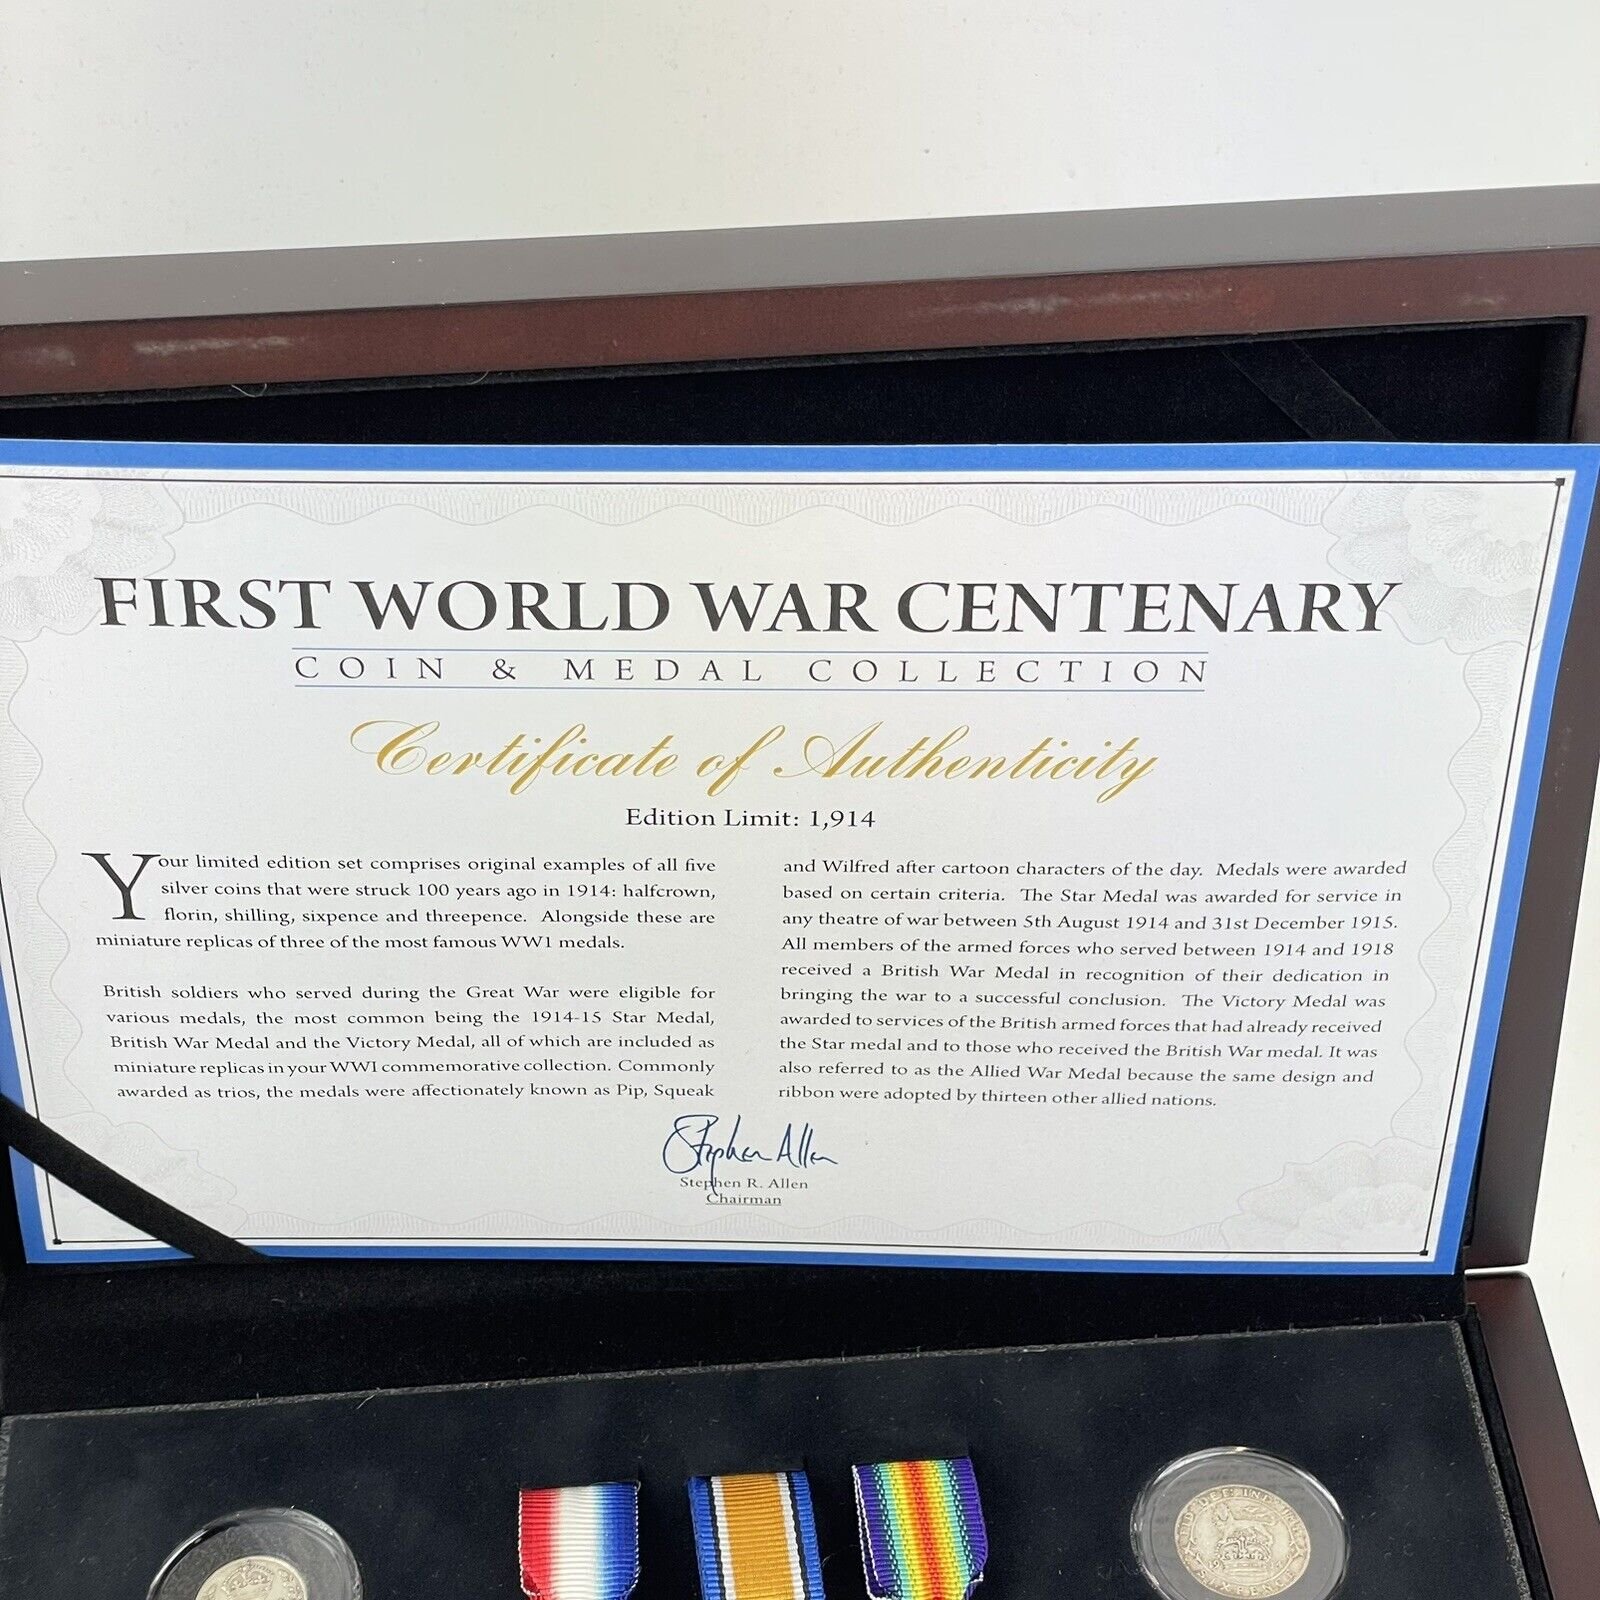 FIRST WORLD WAR CENTENARY
COIN & MEDAL COLLECTION
Certificate of Authenticity
Edition Limit: 1,914
Your limited edition set comprises original examples of all five
silver coins that were struck 100 years ago in 1914: halfcrown,
florin, shilling, sixpence and threepence. Alongside these are
miniature replicas of three of the most famous WW1 medals.
British soldiers who served during the Great War were eligible for
various medals, the most common being the 1914-15 Star Medal,
British War Medal and the Victory Medal, all of which are included as
miniature replicas in your WWI commemorative collection. Commonly
awarded as trios, the medals were affectionately known as Pip, Squeak
and Wilfred after cartoon characters of the day. Medals were awarded
based on certain criteria. The Star Medal was awarded for service in
any theatre of war between 5th August 1914 and 31st December 1915.
All members of the armed forces who served between 1914 and 1918
received a British War Medal in recognition of their dedication in
bringing the war to a successful conclusion. The Victory Medal was
awarded to services of the British armed forces that had already received
the Star medal and to those who received the British War medal. It was
also referred to as the Allied War Medal because the same design and
ribbon were adopted by thirteen other allied nations.
Stephen Allen
Stephen R. Allen
Chairman
DEF: IND:
SIXPENCE